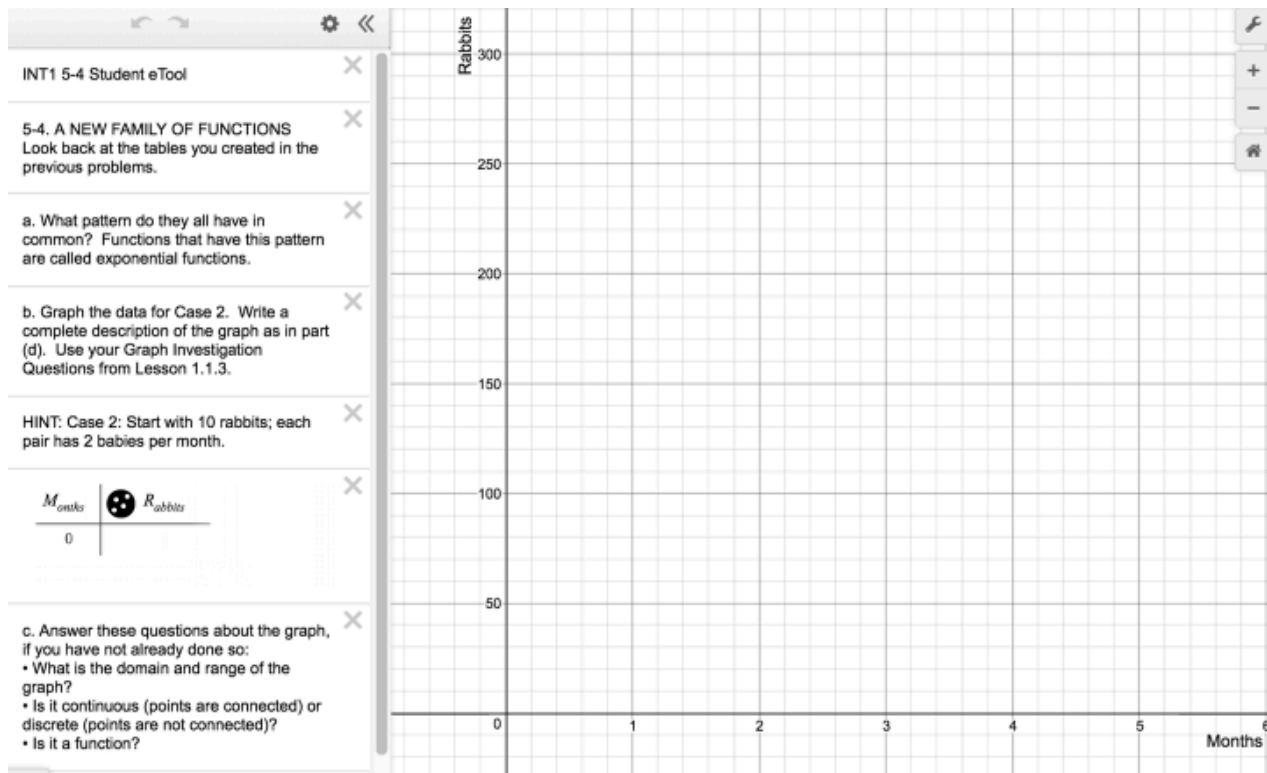 INT1 5-4 Student eTool
5-4. A NEW FAMILY OF FUNCTIONS
Look back at the tables you created in the
previous problems.
a. What pattern do they all have in
common?  Functions that have this pattern
are called exponential functions.
b. Graph the data for Case 2.  Write a
complete description of the graph as in part
(d).  Use your Graph Investigation
Questions from Lesson 1.1.3.
HINT: Case 2: Start with 10 rabbits; each
pair has 2 babies per month.
Months Rabbits
0
c. Answer these questions about the graph,
if you have not already done so:
• What is the domain and range of the
graph?
• Is it continuous (points are connected) or
discrete (points are not connected)?
• Is it a function?
Rabbits
300
250
200
150
100
50
0 1 2 3 4 5 6
Months